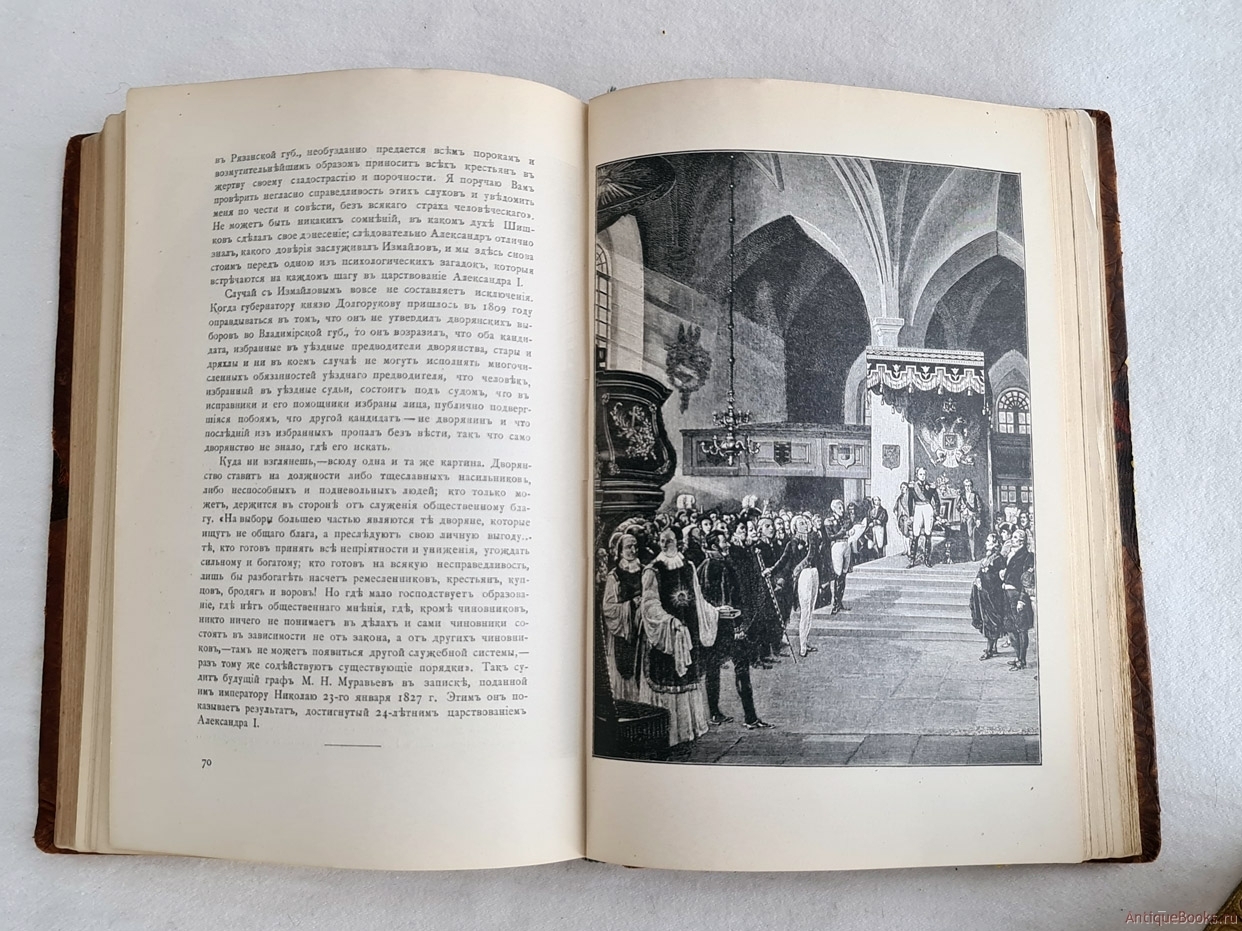 въ Рязанской губ., необузданно предается всѣмъ порокамъ и
возмутительнѣйшим образомъ приноситъ всѣхъ крестьянъ въ
жертву своему сладострастію и порочности. Я поручаю Вамъ
провѣрить негласно справедливость этихъ слуховъ и увѣдомить
меня по чести и совѣсти, безъ всякаго страха человѣческаго».
Не можетъ быть никакихъ сомнѣній, въ какомъ духѣ Шиш-
ковъ сдѣлалъ свое донесеніе; слѣдовательно Александръ отлично
зналъ, какого довѣрія заслуживалъ Измайловъ, и мы здѣсь снова
стоимъ передъ одною изъ психологическихъ загадокъ, которыя
встрѣчаются на каждомъ шагу въ царствованіе Александра I.
Случай съ Измайловымъ вовсе не составляетъ исключенія.
Когда губернатору князю Долгорукову пришлось въ 1809 году
оправдываться въ томъ, что онъ не утвердилъ дворянскихъ вы-
боровъ во Владимірской губ., то онъ возразилъ, что оба канди-
дата, избранные въ уѣздные предводители дворянства, стары и
дряхлы и ни въ коемъ случаѣ не могутъ исполнять многочи-
сленныхъ обязанностей уѣзднаго предводителя, что человѣкъ,
избранный въ уѣздные судьи, состоитъ подъ судомъ, что въ
исправники и его помощники избраны лица, публично подверг-
шіяся побоямъ, что другой кандидатъ — не дворянинъ и что
послѣдній изъ избранныхъ пропалъ безъ вѣсти, такъ что само
дворянство не знало, гдѣ его искать.
Куда ни взглянешь,—всюду одна и та же картина. Дворян-
ство ставитъ на должности либо тщеславныхъ насильниковъ,
либо неспособныхъ и подневольныхъ людей; кто только мо-
жетъ, держится въ сторонѣ отъ служенія общественному бла-
гу. «На выборы большею частью являются тѣ дворяне, которые
ищутъ не общаго блага, а преслѣдуютъ свою личную выгоду...
тѣ, кто готовъ принять всѣ непріятности и униженія, угождать
сильному и богатому; кто готовъ на всякую несправедливость,
лишь бы разбогатѣть насчетъ ремесленниковъ, крестьянъ, куп-
цовъ, бродягъ и воровъ! Но гдѣ мало господствуетъ образова-
ніе, гдѣ нѣтъ общественнаго мнѣнія, гдѣ, кромѣ чиновниковъ,
никто ничего не понимаетъ въ дѣлахъ и сами чиновники со-
стоятъ въ зависимости не отъ закона, а отъ другихъ чиновни-
ковъ,—тамъ не можетъ появиться другой служебной системы,—
разъ тому же содѣйствуютъ существующіе порядки». Такъ су-
дитъ будущій графъ М. Н. Муравьевъ въ запискѣ, поданной
имъ императору Николаю 23-го января 1827 г. Этимъ онъ по-
казываетъ результатъ, достигнутый 24-лѣтнимъ царствованіемъ
Александра I.
70
AntiqueBooks.ru